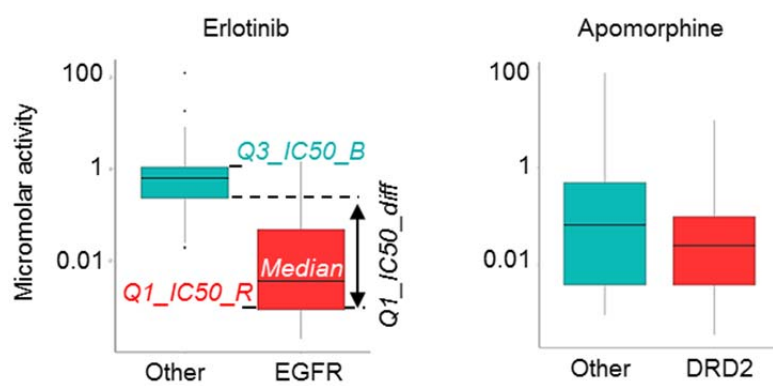 Erlotinib
Apomorphine
Micromolar activity
100
1
0.01
Q3_IC50_B
Q1_IC50_diff
Median
Q1_IC50_R
Other
EGFR
100
1
0.01
Other
DRD2